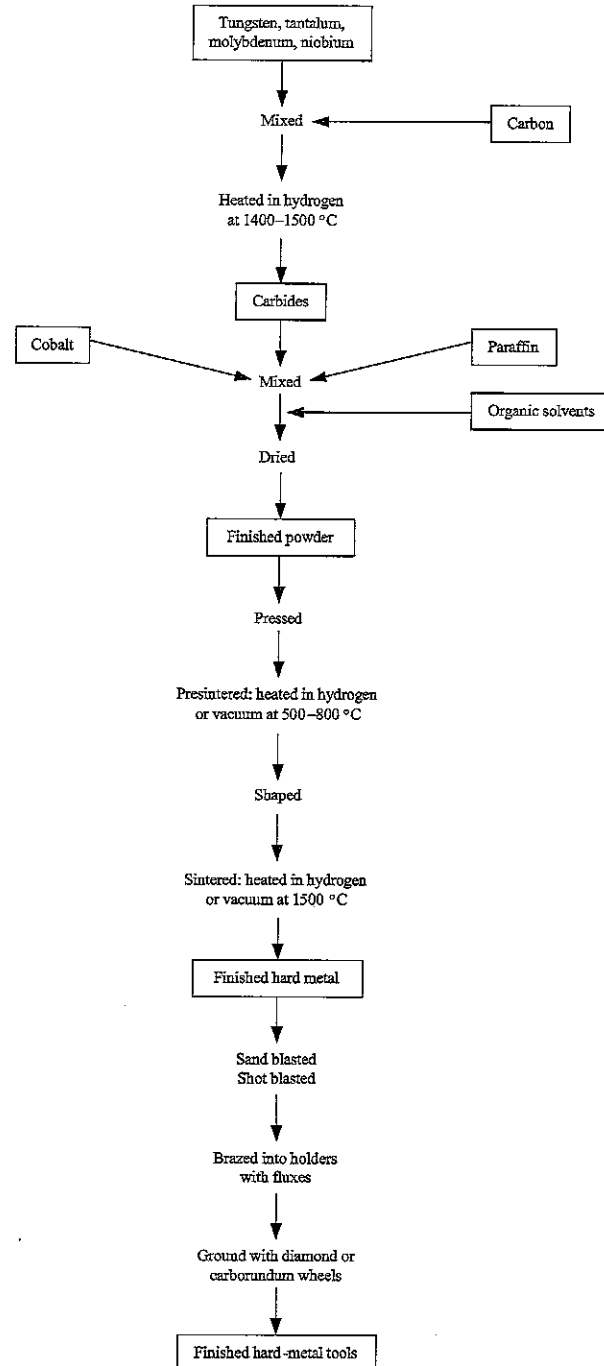 Tungsten, tantalum,
molybdenum, niobium
Mixed
Carbon
Heated in hydrogen
at 1400–1500 °C
Carbides
Cobalt
Paraffin
Mixed
Organic solvents
Dried
Finished powder
Pressed
Presintered: heated in hydrogen
or vacuum at 500–800 °C
Shaped
Sintered: heated in hydrogen
or vacuum at 1500 °C
Finished hard metal
Sand blasted
Shot blasted
Brazed into holders
with fluxes
Ground with diamond or
carborundum wheels
Finished hard-metal tools